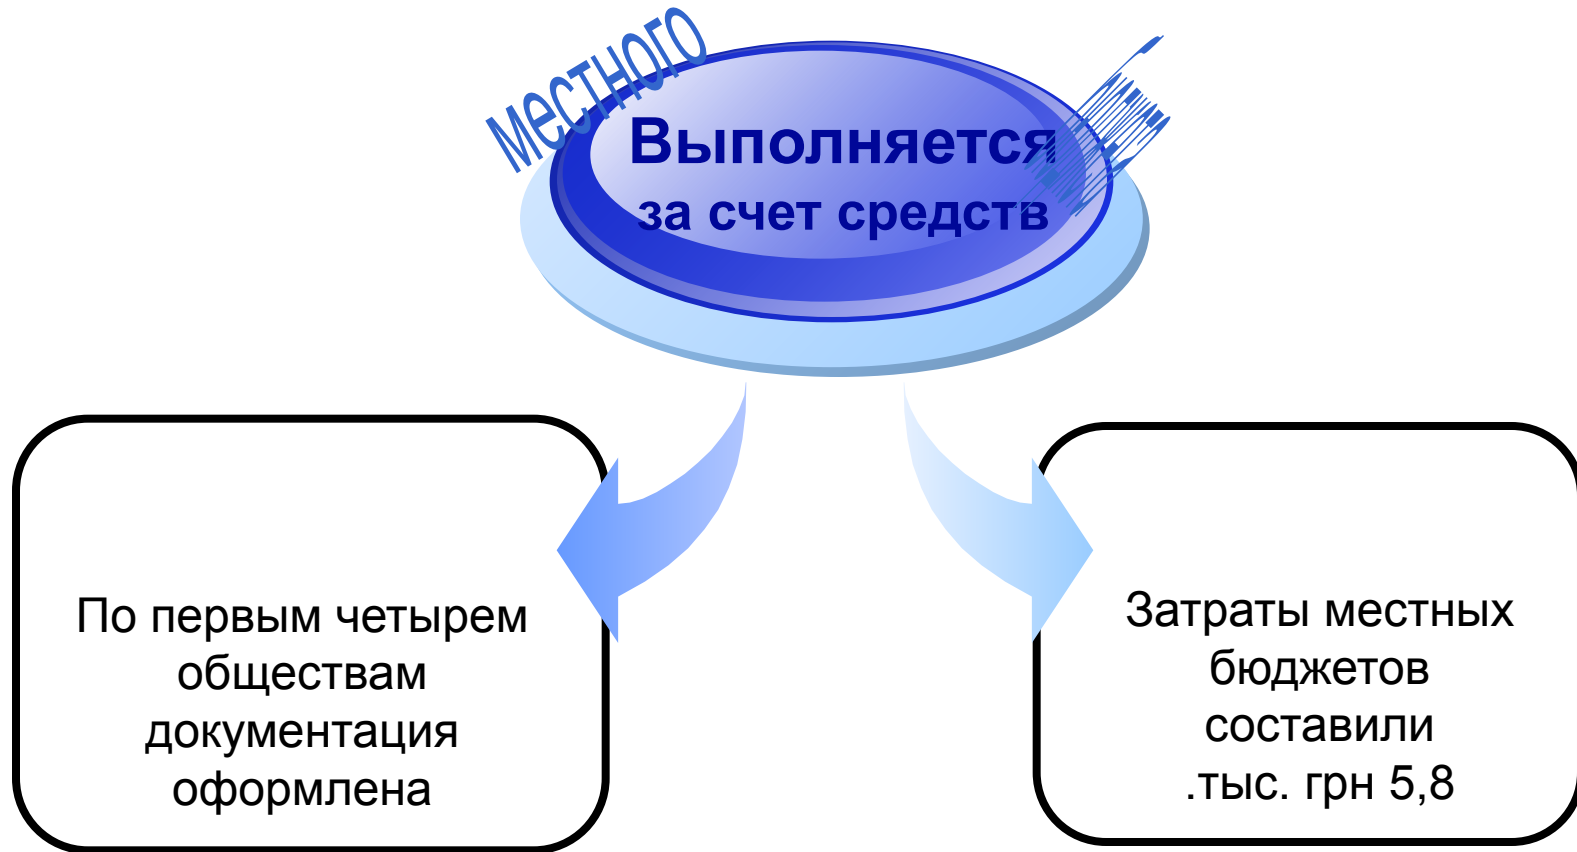 местного
Выполняется
за счет средств
По первым четырем
обществам
документация
оформлена
Затраты местных
бюджетов
составили
.тыс. грн 5,8